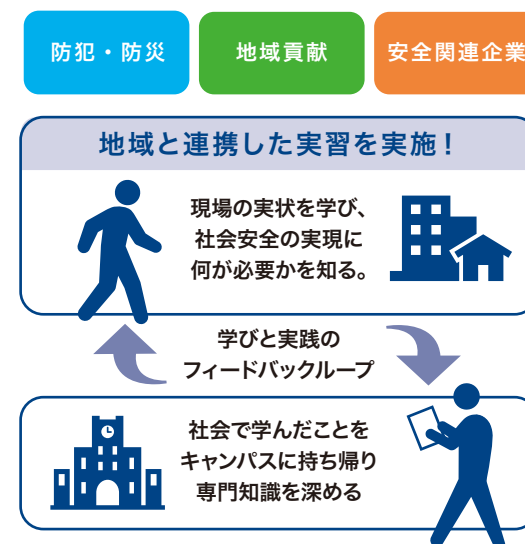 防犯・防災
地域貢献
安全関連企業
地域と連携した実習を実施！
現場の実状を学び、
社会安全の実現に
何が必要かを知る。
学びと実践の
フィードバックループ
社会で学んだことを
キャンパスに持ち帰り
専門知識を深める